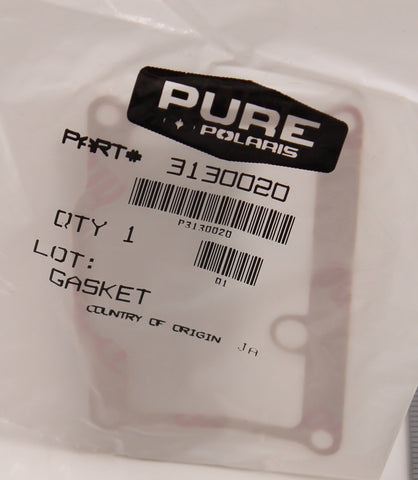 PURE
POLARIS
PART# 3130020
P3130020
QTY 1
01
LOT:
GASKET
COUNTRY OF ORIGIN JA